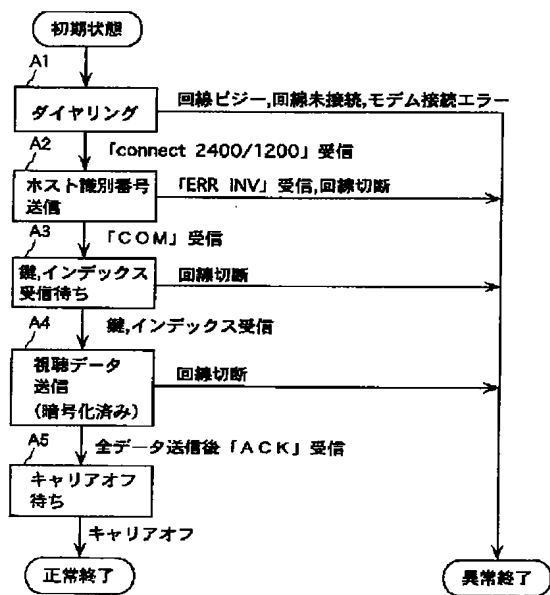 初期状態
A1
ダイヤリング
回線ビジー,回線未接続,モデム接続エラー
「connect 2400/1200」受信
A2
ホスト識別番号
送信
「ERR INV」受信,回線切断
「COM」受信
A3
鍵,インデックス
受信待ち
回線切断
鍵,インデックス受信
A4
視聴データ
送信
(暗号化済み)
回線切断
全データ送信後「ACK」受信
A5
キャリアオフ
待ち
キャリアオフ
正常終了
異常終了